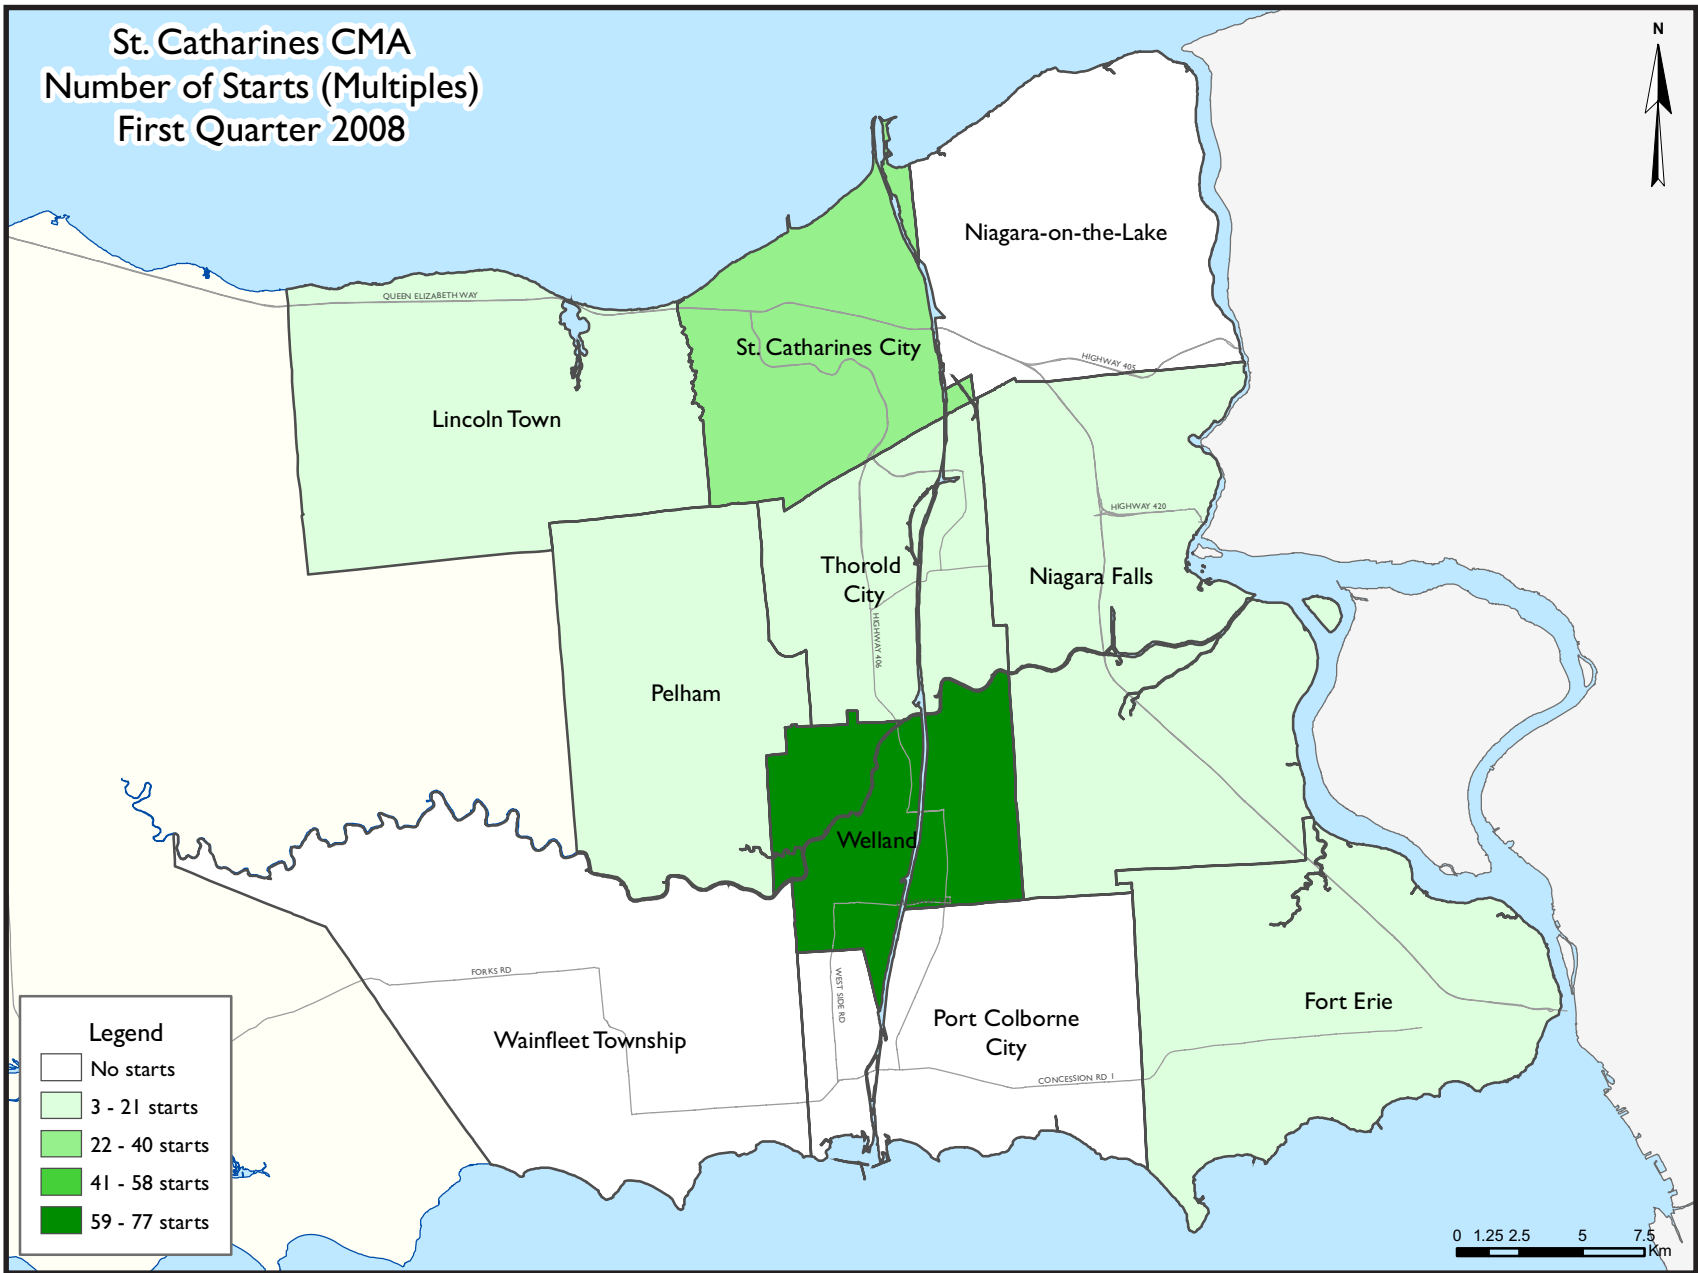 St. Catharines CMA
Number of Starts (Multiples)
First Quarter 2008
N
Niagara-on-the-Lake
QUEEN ELIZABETH WAY
St. Catharines City
HIGHWAY 405
Lincoln Town
HIGHWAY 420
Thorold
City
Niagara Falls
HIGHWAY 406
Pelham
Welland
FORKS RD
WEST SIDE RD
Fort Erie
Port Colborne
City
Wainfleet Township
CONCESSION RD 1
Legend
No starts
3 - 21 starts
22 - 40 starts
41 - 58 starts
59 - 77 starts
0 1.25 2.5 5 7.5
Km